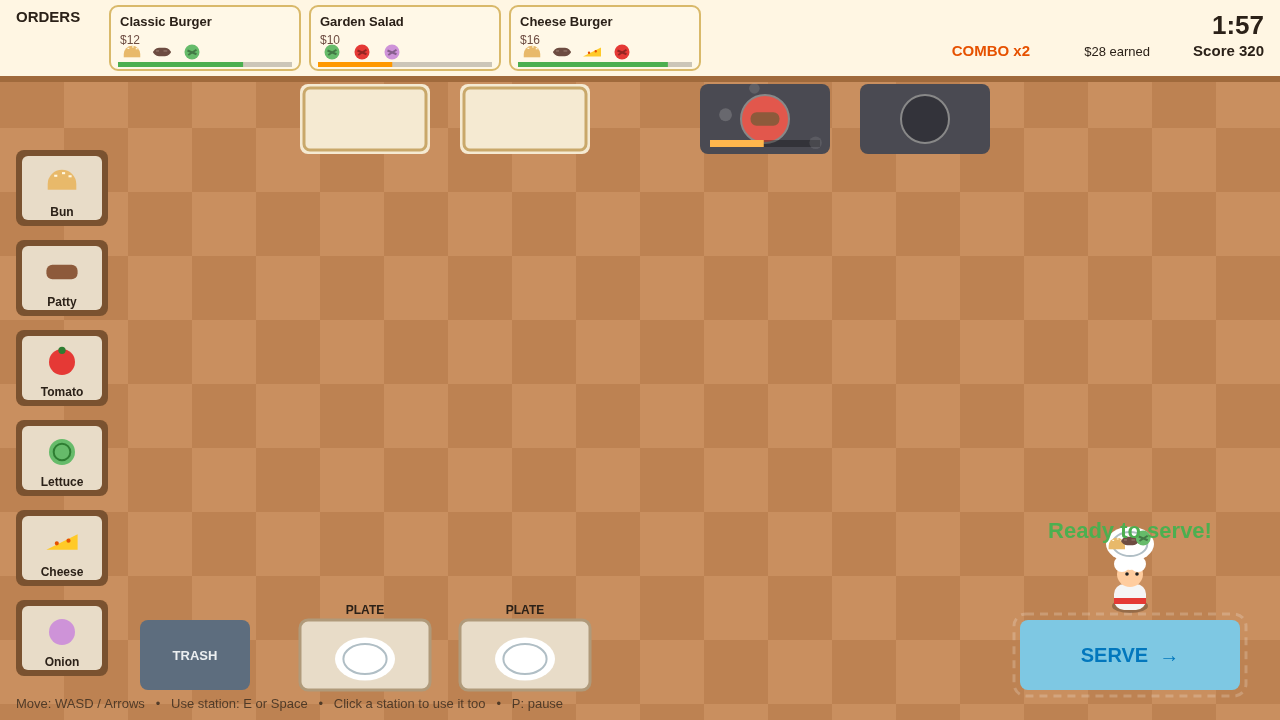 ORDERS
Classic Burger
$12
Garden Salad
$10
Cheese Burger
$16
COMBO x2
$28 earned
1:57
Score 320
Bun
Patty
Tomato
Lettuce
Cheese
Onion
TRASH
PLATE
PLATE
Ready to serve!
SERVE →
Move: WASD / Arrows • Use station: E or Space • Click a station to use it too • P: pause